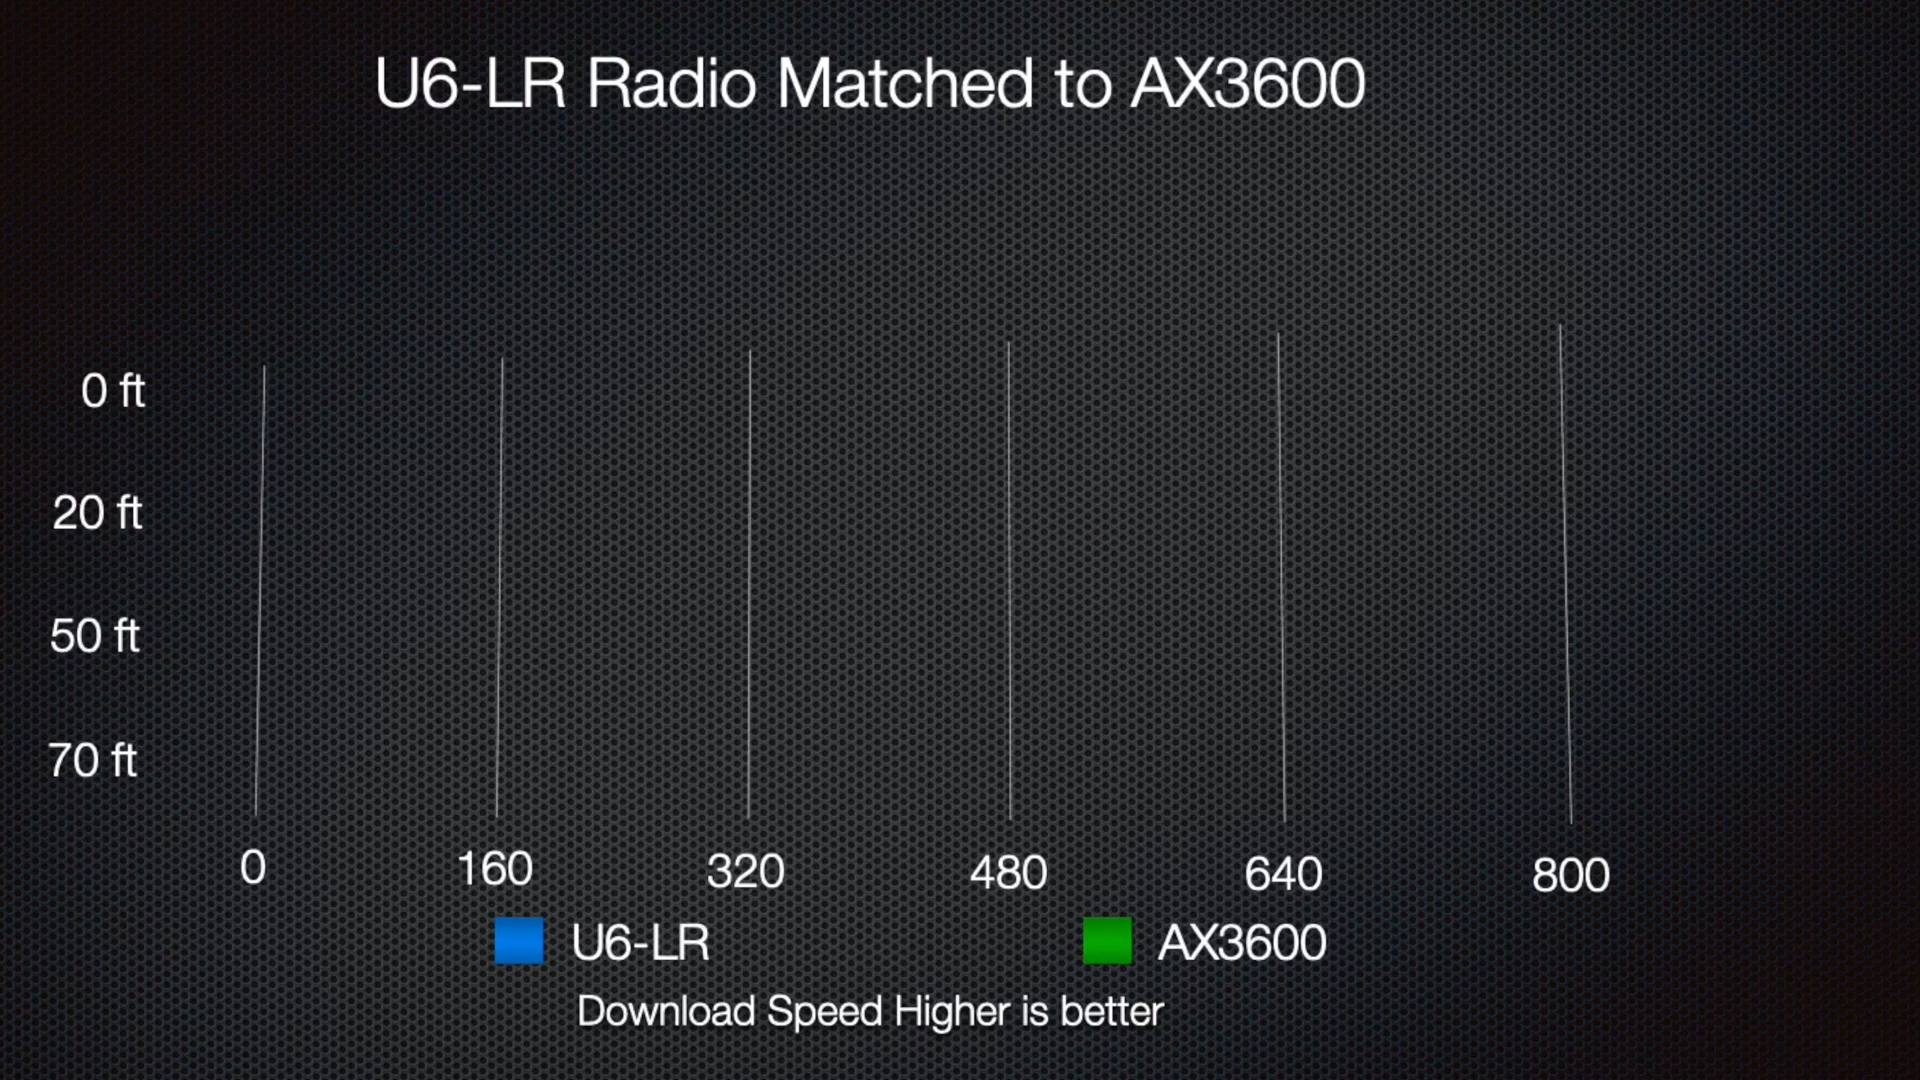 U6-LR Radio Matched to AX3600
0 ft
20 ft
50 ft
70 ft
0 160 320 480 640 800
U6-LR AX3600
Download Speed Higher is better